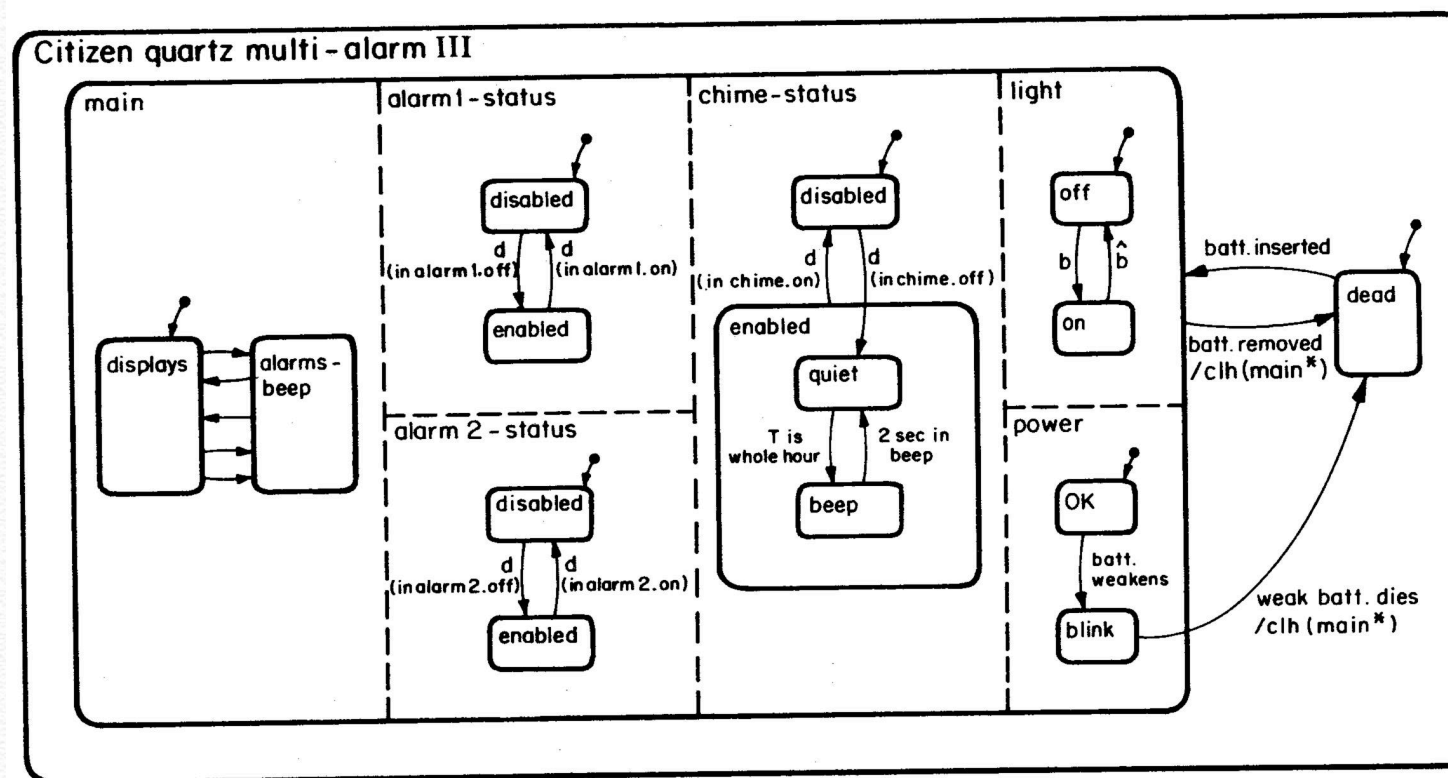 Citizen quartz multi-alarm III
main
displays
alarms-
beep
alarm1-status
disabled
d
(in alarm1.off)
d
(in alarm1.on)
enabled
alarm 2-status
disabled
d
(in alarm2.off)
d
(in alarm2.on)
enabled
chime-status
disabled
d
(in chime.on)
d
(in chime.off)
enabled
quiet
T is
whole hour
2 sec in
beep
beep
light
off
b
b̂
on
power
OK
batt.
weakens
blink
batt. inserted
dead
batt. removed
/clh(main*)
weak batt. dies
/clh(main*)